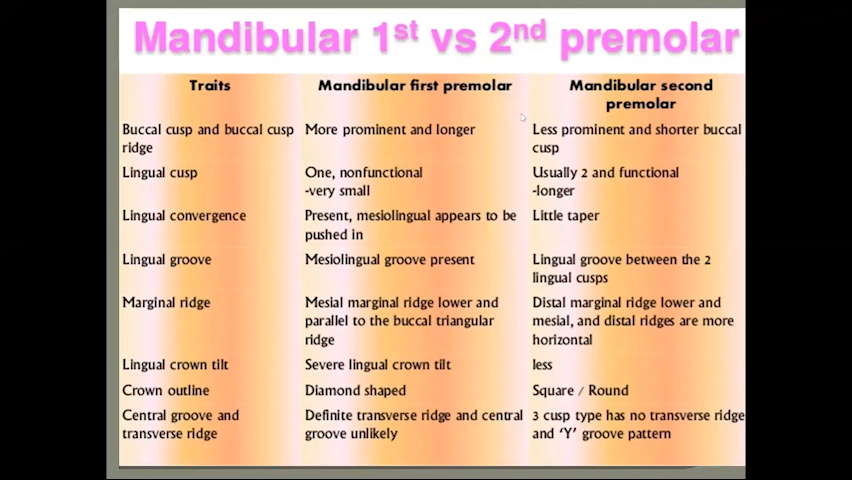 Mandibular 1st vs 2nd premolar
Traits
Mandibular first premolar
Mandibular second
premolar
Buccal cusp and buccal cusp
ridge
More prominent and longer
Less prominent and shorter buccal
cusp
Lingual cusp
One, nonfunctional
-very small
Usually 2 and functional
-longer
Lingual convergence
Present, mesiolingual appears to be
pushed in
Little taper
Lingual groove
Mesiolingual groove present
Lingual groove between the 2
lingual cusps
Marginal ridge
Mesial marginal ridge lower and
parallel to the buccal triangular
ridge
Distal marginal ridge lower and
mesial, and distal ridges are more
horizontal
Lingual crown tilt
Severe lingual crown tilt
less
Crown outline
Diamond shaped
Square / Round
Central groove and
transverse ridge
Definite transverse ridge and central
groove unlikely
3 cusp type has no transverse ridge
and ‘Y’ groove pattern